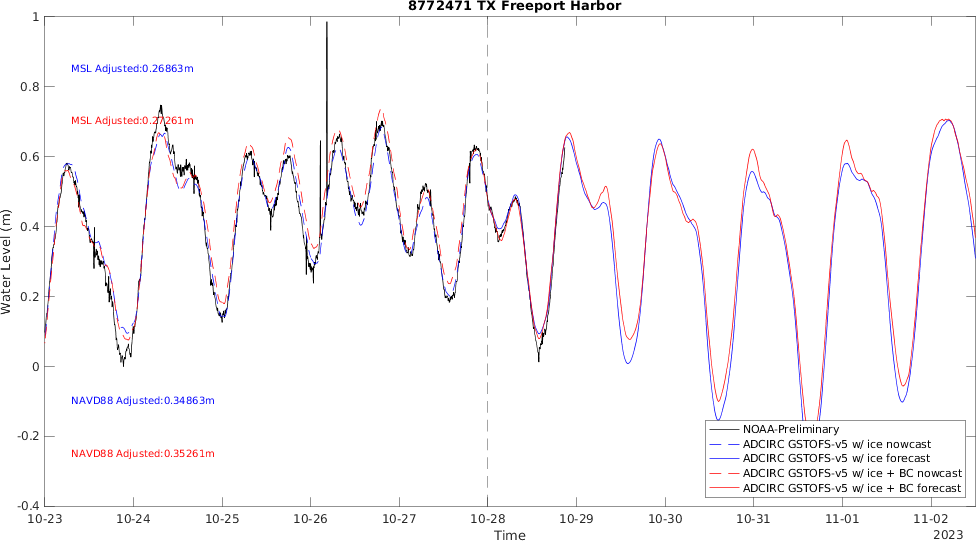 8772471 TX Freeport Harbor
1
0.8
0.6
0.4
0.2
0
-0.2
-0.4
Water Level (m)
MSL Adjusted:0.26863m
MSL Adjusted:0.27261m
NAVD88 Adjusted:0.34863m
NAVD88 Adjusted:0.35261m
NOAA-Preliminary
ADCIRC GSTOFS-v5 w/ ice nowcast
ADCIRC GSTOFS-v5 w/ ice forecast
ADCIRC GSTOFS-v5 w/ ice + BC nowcast
ADCIRC GSTOFS-v5 w/ ice + BC forecast
10-23 10-24 10-25 10-26 10-27 10-28 10-29 10-30 10-31 11-01 11-02
Time
2023